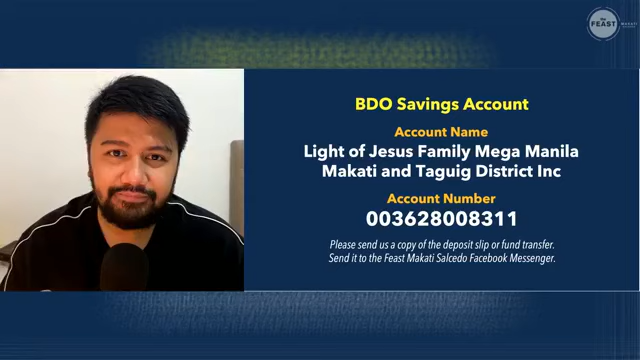 THE
FEAST
MAKATI
BDO Savings Account
Account Name
Light of Jesus Family Mega Manila
Makati and Taguig District Inc
Account Number
003628008311
Please send us a copy of the deposit slip or fund transfer.
Send it to the Feast Makati Salcedo Facebook Messenger.